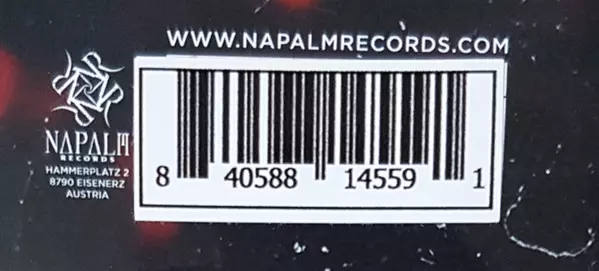 WWW.NAPALMRECORDS.COM
NAPALM
RECORDS
HAMMERPLATZ 2
8790 EISENERZ
AUSTRIA
8 40588 14559 1